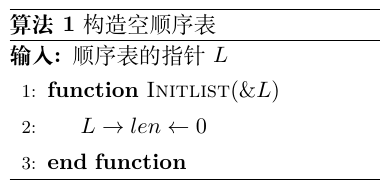 算法 1 构造空顺序表
输入: 顺序表的指针 L
1: function INITLIST(&L)
2: L → len ← 0
3: end function